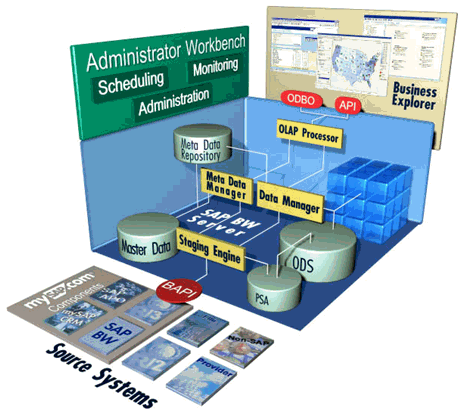 Administrator Workbench
Scheduling
Monitoring
Administration
Business
Explorer
ODBO
API
OLAP Processor
Meta Data
Repository
Meta Data
Manager
Data Manager
SAP BW
Server
Master Data
Staging Engine
ODS
PSA
BAPI
mySAP.com
Components
mySAP
CRM
SAP
BW
Non-SAP
Provider
Source Systems